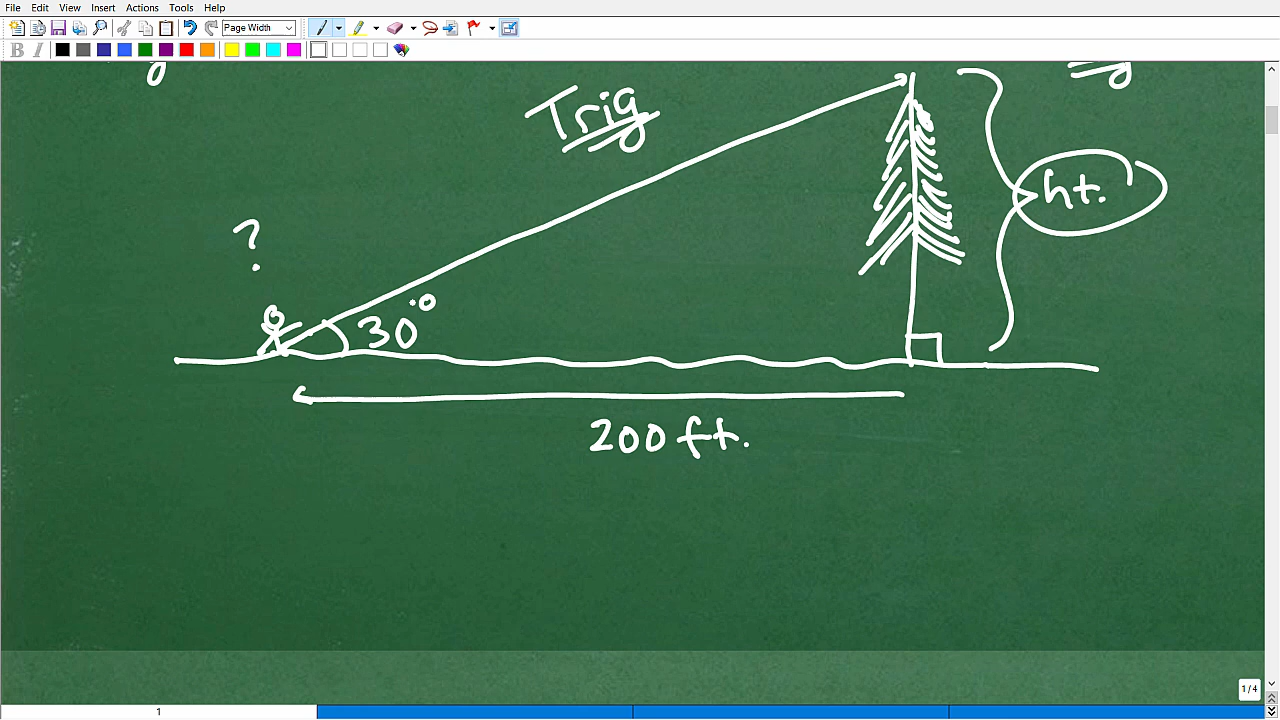 File Edit View Insert Actions Tools Help
Page Width
B I
Trig
ht.
?
30°
200 ft.
1/4
1